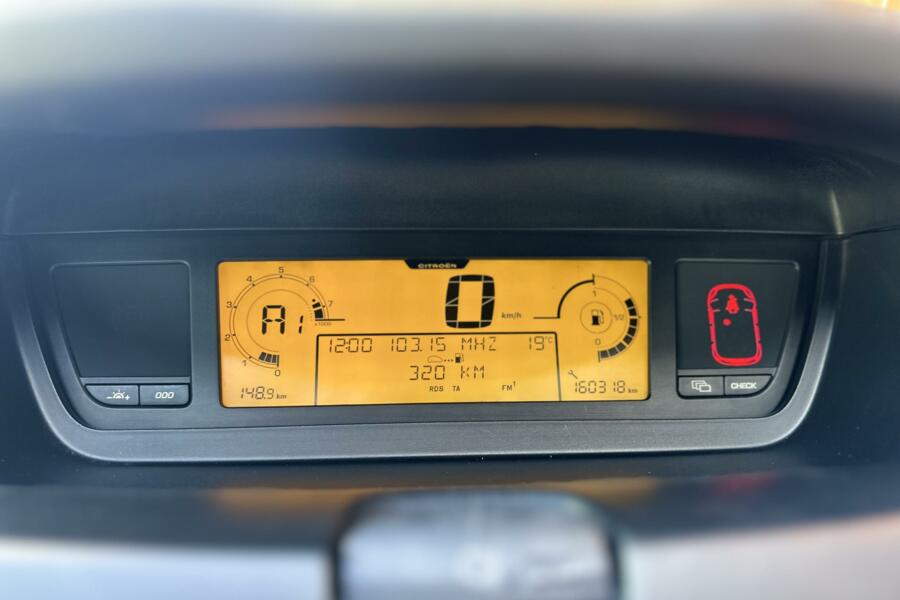 CITROËN
4 5 6
3 7
2 x1000
1 0
A1
148.9 km
0 km/h
12:00 103.15 MHZ 19°C
320 KM
RDS TA FM1
1
1/2
0
160318 km
- +
000
CHECK